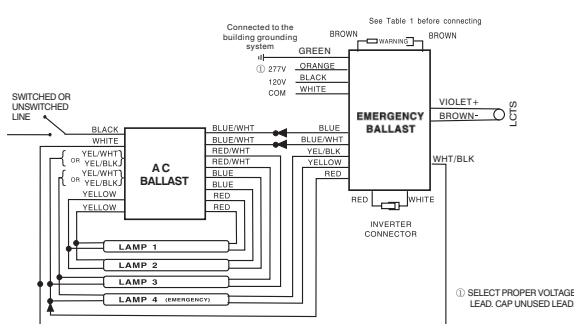 Connected to the
building grounding
system
See Table 1 before connecting
BROWN
WARNING
BROWN
GREEN
① 277V
ORANGE
120V
BLACK
COM
WHITE
SWITCHED OR
UNSWITCHED
LINE
EMERGENCY
BALLAST
VIOLET+
BROWN-
LCTS
BLACK
WHITE
YEL/WHT
OR
YEL/BLK
YEL/WHT
OR
YEL/BLK
YELLOW
YELLOW
AC
BALLAST
BLUE/WHT
BLUE/WHT
RED/WHT
RED/WHT
BLUE
BLUE
RED
RED
BLUE
BLUE/WHT
YEL/BLK
YELLOW
RED
WHT/BLK
RED
WHITE
INVERTER
CONNECTOR
LAMP 1
LAMP 2
LAMP 3
LAMP 4 (EMERGENCY)
① SELECT PROPER VOLTAGE
LEAD. CAP UNUSED LEAD